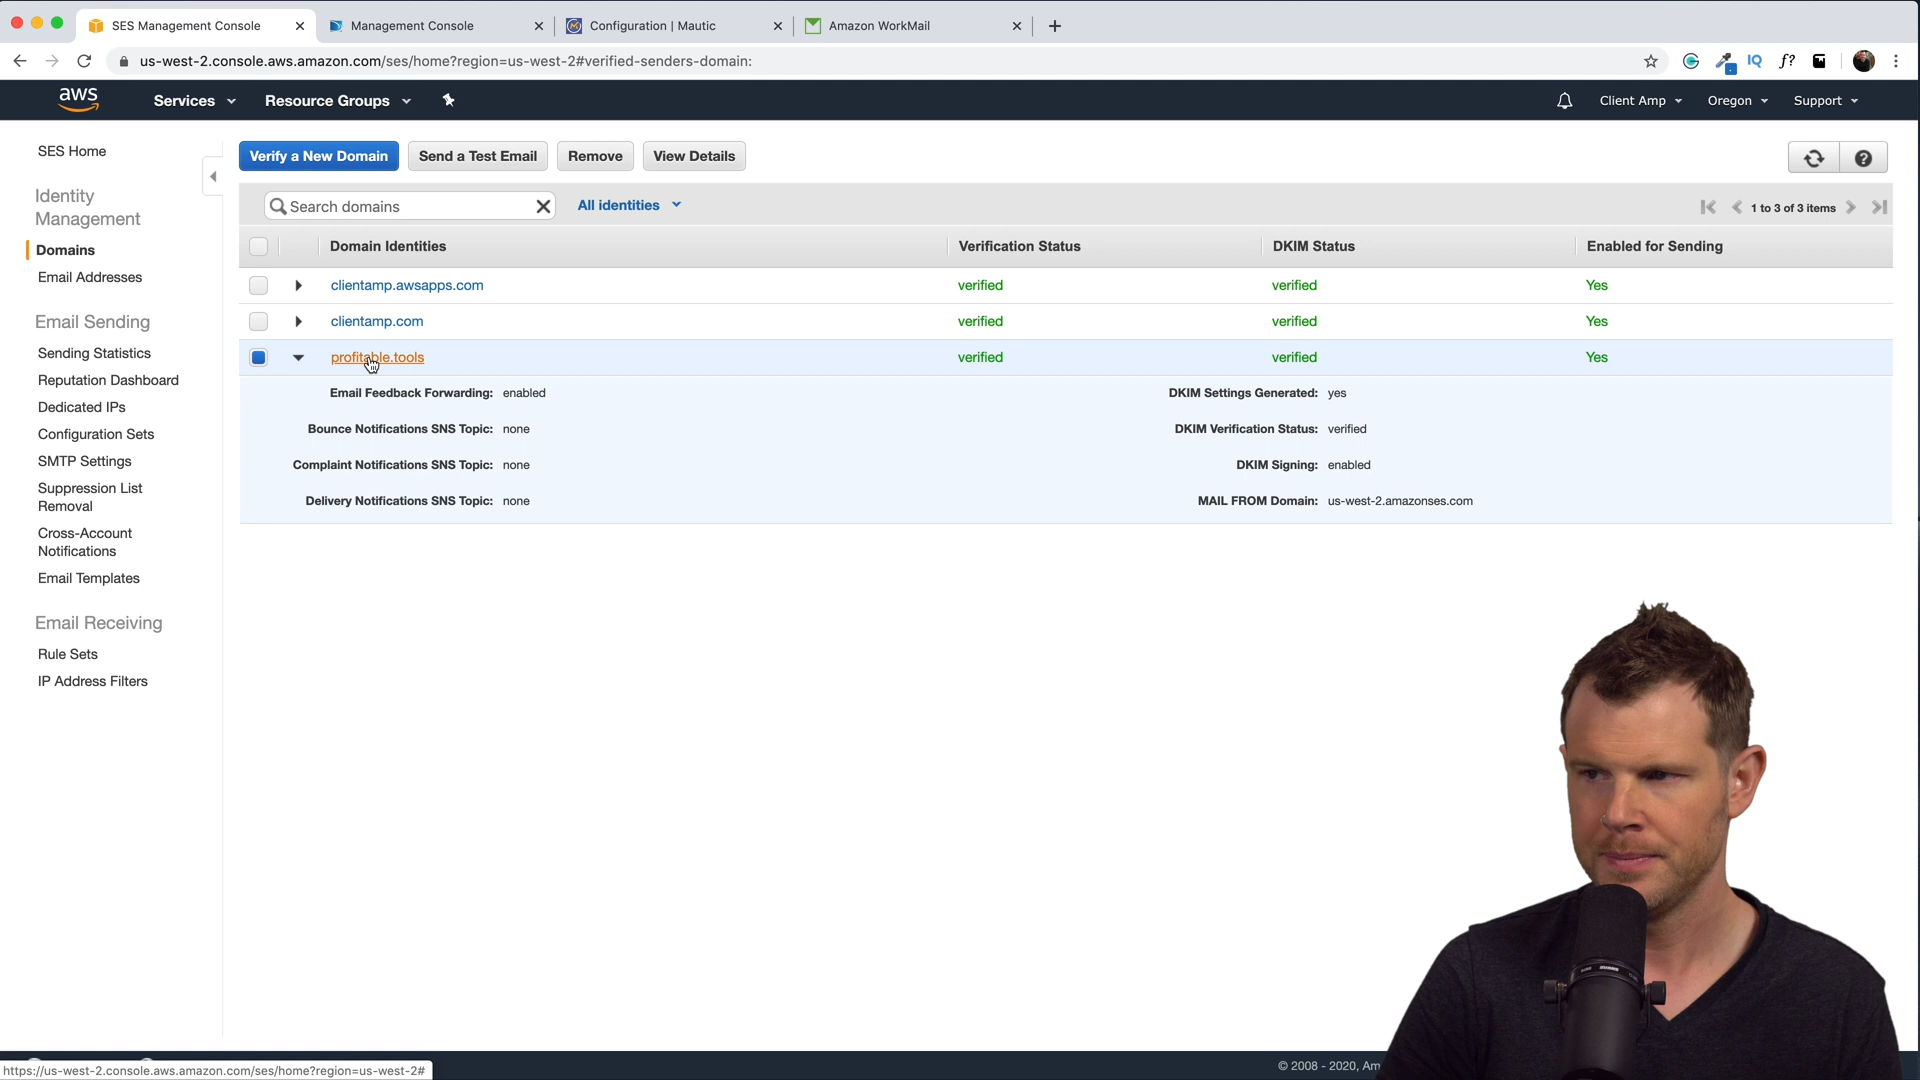 SES Management Console
Management Console
Configuration | Mautic
Amazon WorkMail
us-west-2.console.aws.amazon.com/ses/home?region=us-west-2#verified-senders-domain:
IQ
f?
aws
Services
Resource Groups
Client Amp
Oregon
Support
SES Home
Identity
Management
Domains
Email Addresses
Email Sending
Sending Statistics
Reputation Dashboard
Dedicated IPs
Configuration Sets
SMTP Settings
Suppression List
Removal
Cross-Account
Notifications
Email Templates
Email Receiving
Rule Sets
IP Address Filters
Verify a New Domain
Send a Test Email
Remove
View Details
Search domains
All identities
1 to 3 of 3 items
Domain Identities
Verification Status
DKIM Status
Enabled for Sending
clientamp.awsapps.com verified verified Yes
clientamp.com verified verified Yes
profitable.tools verified verified Yes
Email Feedback Forwarding: enabled
DKIM Settings Generated: yes
Bounce Notifications SNS Topic: none
DKIM Verification Status: verified
Complaint Notifications SNS Topic: none
DKIM Signing: enabled
Delivery Notifications SNS Topic: none
MAIL FROM Domain: us-west-2.amazonses.com
© 2008 - 2020, Am
https://us-west-2.console.aws.amazon.com/ses/home?region=us-west-2#